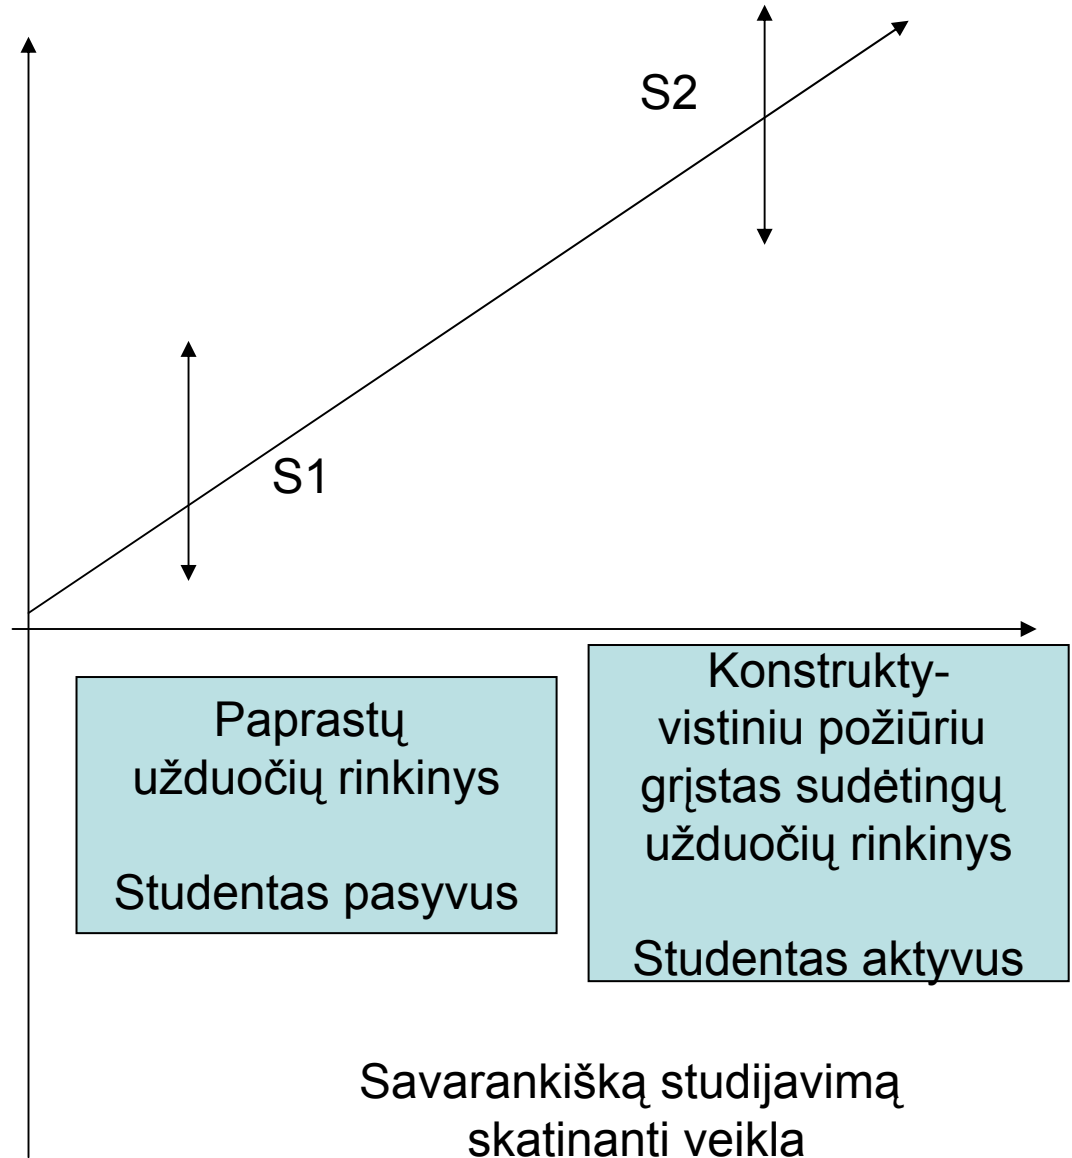 S2
S1
Paprastų
užduočių rinkinys
Studentas pasyvus
Konstrukty-
vistiniu požiūriu
grįstas sudėtingų
užduočių rinkinys
Studentas aktyvus
Savarankišką studijavimą
skatinanti veikla